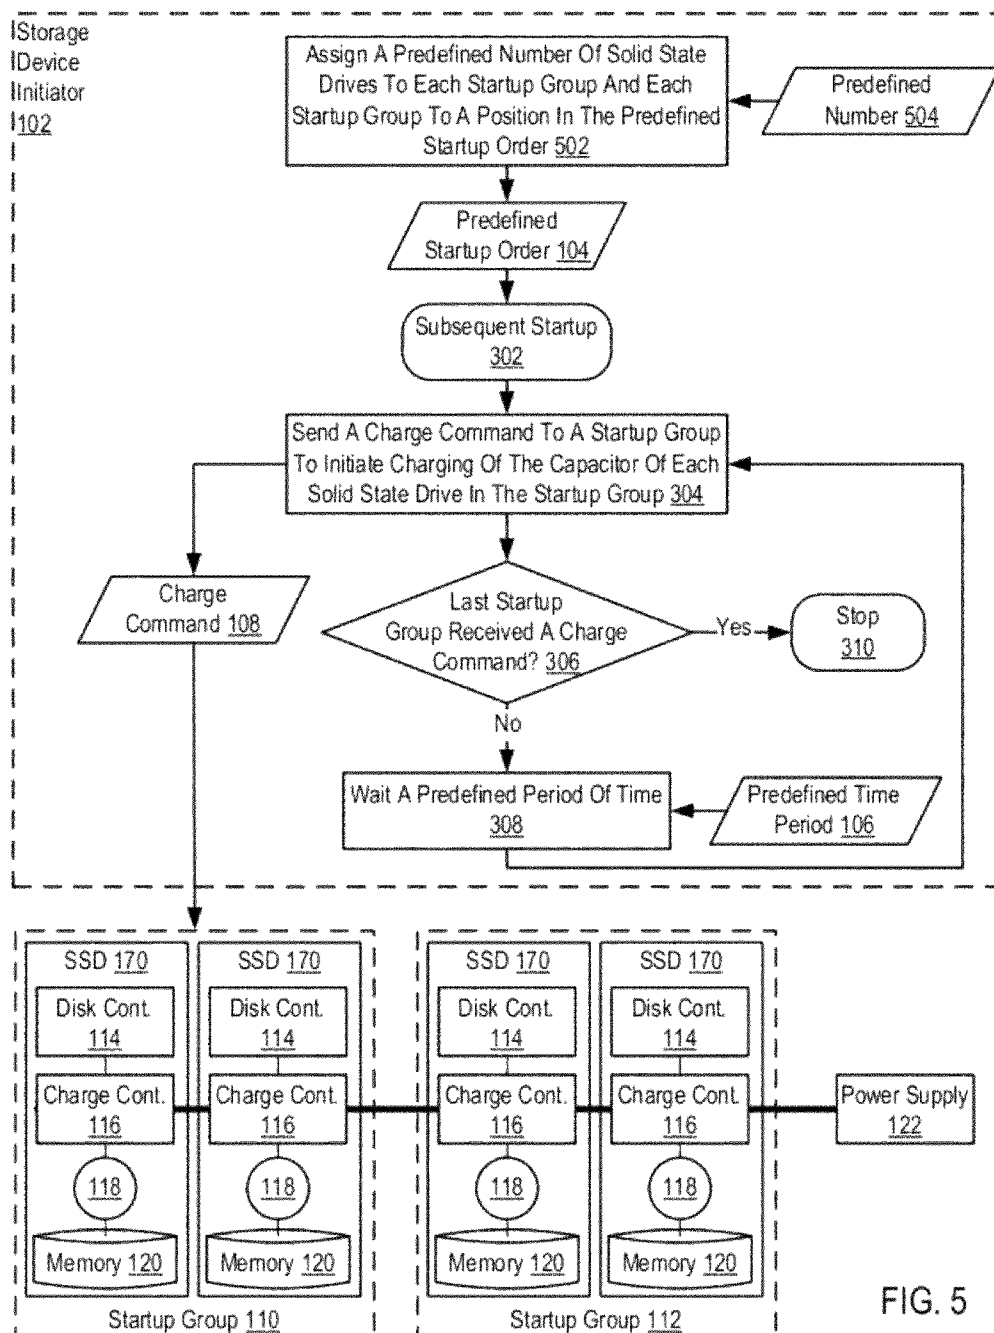 Storage
Device
Initiator
102
Assign A Predefined Number Of Solid State
Drives To Each Startup Group And Each
Startup Group To A Position In The Predefined
Startup Order 502
Predefined
Number 504
Predefined
Startup Order 104
Subsequent Startup
302
Send A Charge Command To A Startup Group
To Initiate Charging Of The Capacitor Of Each
Solid State Drive In The Startup Group 304
Charge
Command 108
Last Startup
Group Received A Charge
Command? 306
Yes
Stop
310
No
Wait A Predefined Period Of Time
308
Predefined Time
Period 106
SSD 170
Disk Cont.
114
Charge Cont.
116
118
Memory 120
SSD 170
Disk Cont.
114
Charge Cont.
116
118
Memory 120
Startup Group 110
SSD 170
Disk Cont.
114
Charge Cont.
116
118
Memory 120
SSD 170
Disk Cont.
114
Charge Cont.
116
118
Memory 120
Startup Group 112
Power Supply
122
FIG. 5